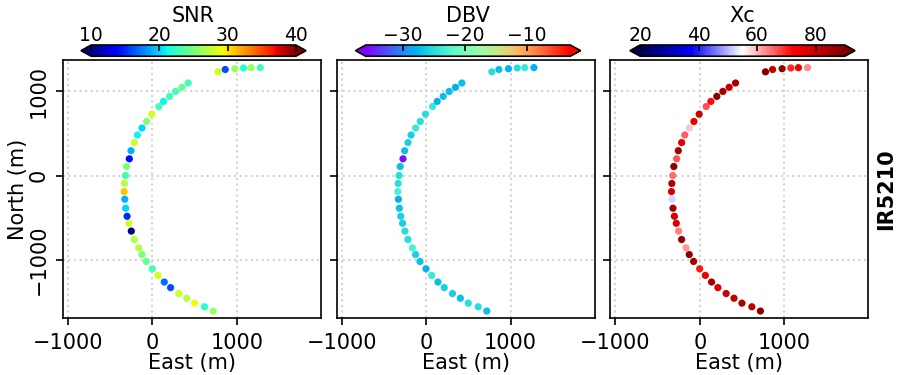 SNR DBV Xc
10 20 30 40 −30 −20 −10 20 40 60 80
1000
0
−1000
North (m)
IR5210
−1000 0 1000 −1000 0 1000 −1000 0 1000
East (m) East (m) East (m)